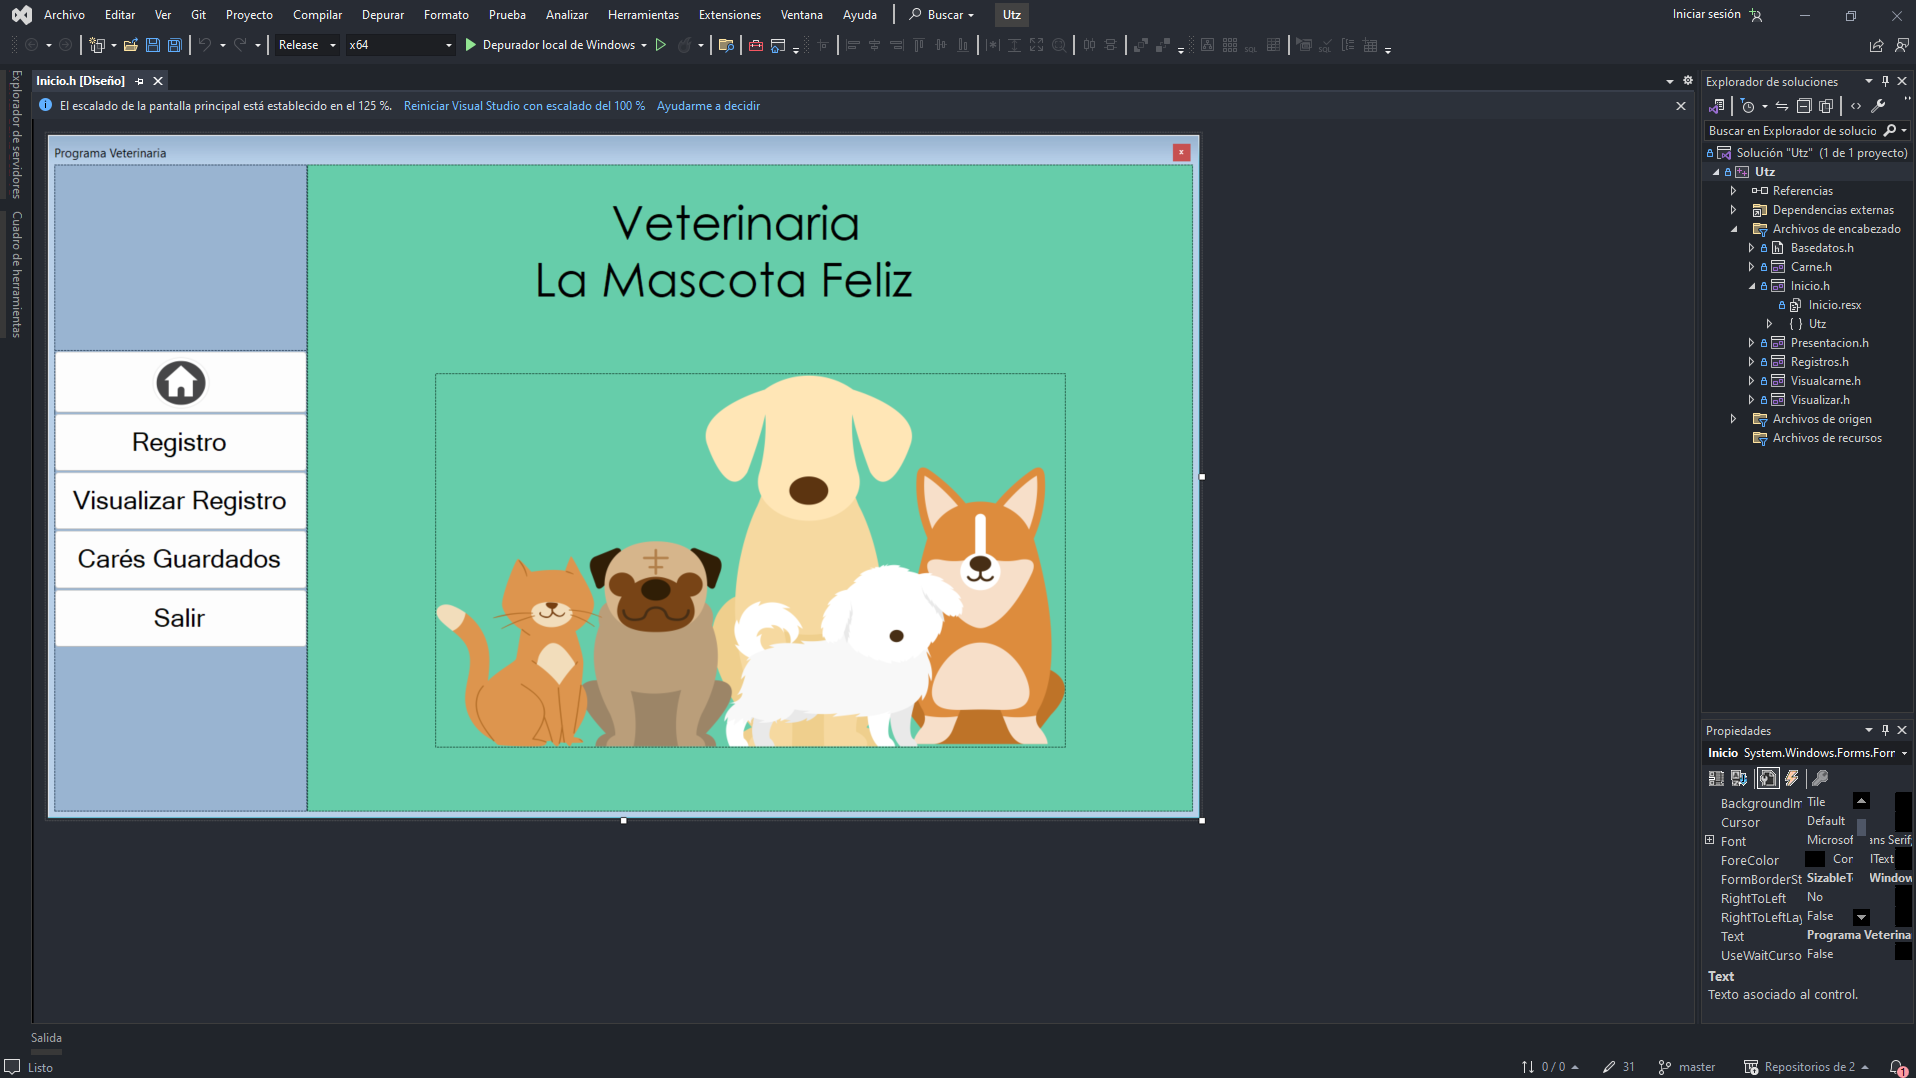 Archivo Editar Ver Git Proyecto Compilar Depurar Formato Prueba Analizar Herramientas Extensiones Ventana Ayuda Buscar Utz Iniciar sesión
Release x64 Depurador local de Windows
Explorador de servidores
Cuadro de herramientas
Inicio.h [Diseño]
El escalado de la pantalla principal está establecido en el 125 %. Reiniciar Visual Studio con escalado del 100 % Ayudarme a decidir
Programa Veterinaria
Veterinaria
La Mascota Feliz
Registro
Visualizar Registro
Carés Guardados
Salir
Explorador de soluciones
Buscar en Explorador de solucio
Solución "Utz" (1 de 1 proyecto)
Utz
Referencias
Dependencias externas
Archivos de encabezado
Basedatos.h
Carne.h
Inicio.h
Inicio.resx
{ } Utz
Presentacion.h
Registros.h
Visualcarne.h
Visualizar.h
Archivos de origen
Archivos de recursos
Propiedades
Inicio System.Windows.Forms.Forr
BackgroundIm Tile
Cursor Default
Font Microsof ans Serif
ForeColor Cor lText
FormBorderSt SizableT Window
RightToLeft No
RightToLeftLay False
Text Programa Veterina
UseWaitCurso False
Text
Texto asociado al control.
Salida
Listo
0 / 0 31 master Repositorios de 2 1